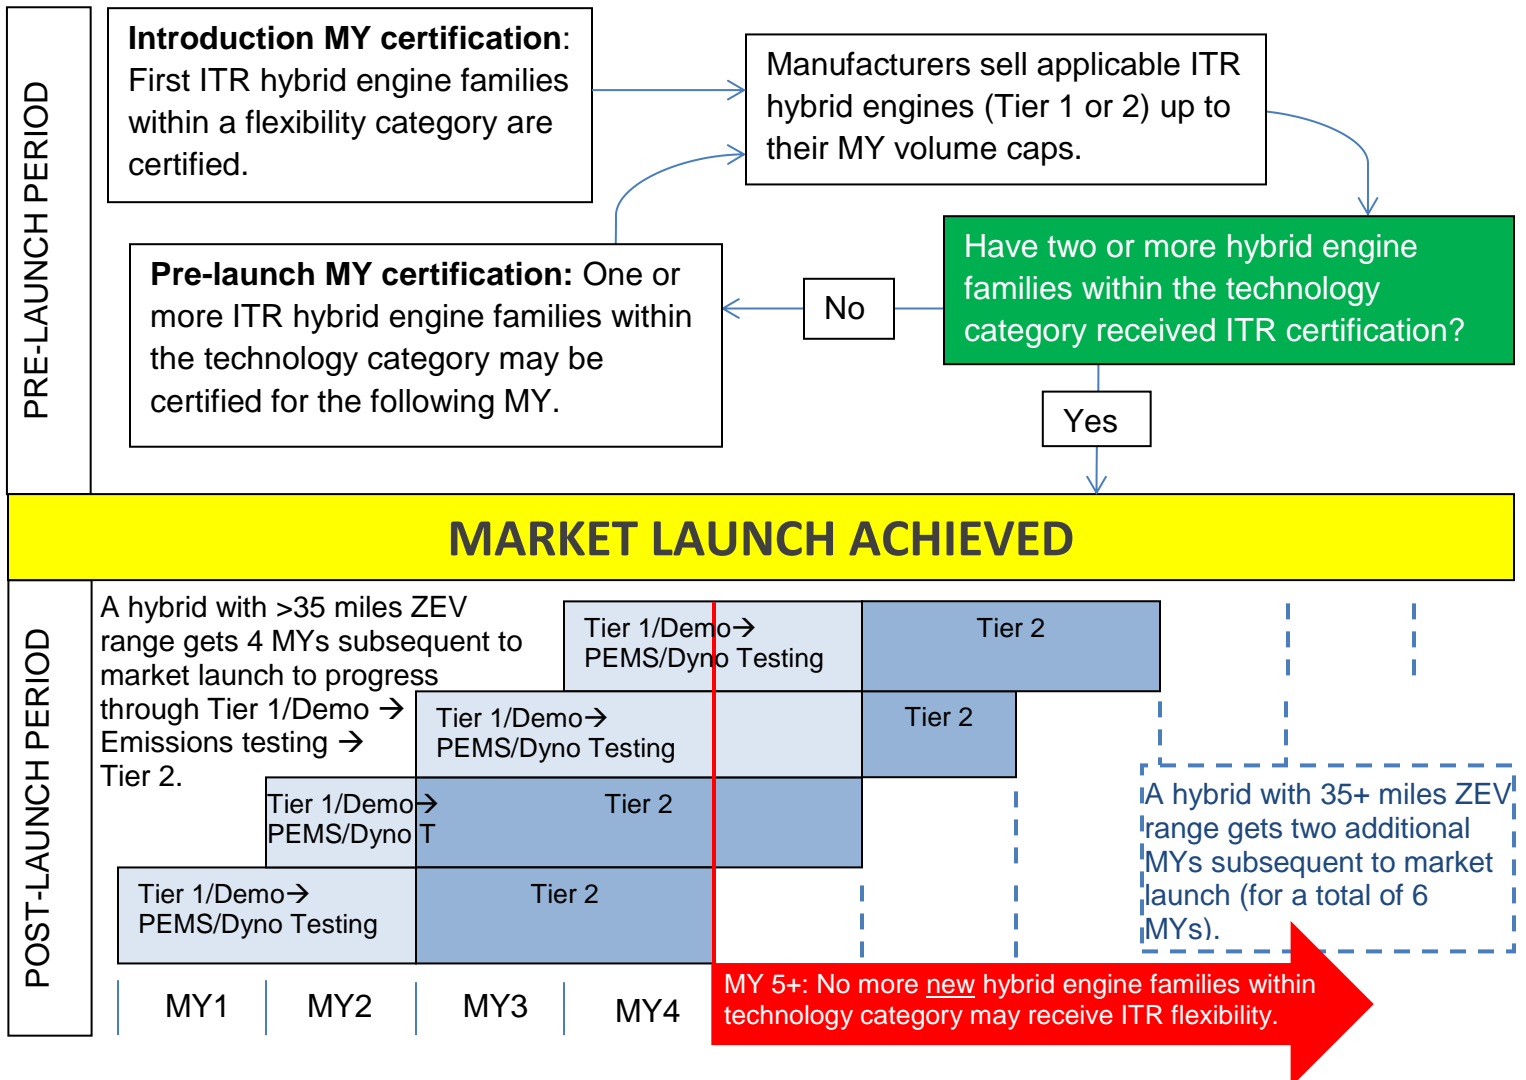 PRE-LAUNCH PERIOD
Introduction MY certification:
First ITR hybrid engine families
within a flexibility category are
certified.
Manufacturers sell applicable ITR
hybrid engines (Tier 1 or 2) up to
their MY volume caps.
Pre-launch MY certification: One or
more ITR hybrid engine families within
the technology category may be
certified for the following MY.
No
Have two or more hybrid engine
families within the technology
category received ITR certification?
Yes
MARKET LAUNCH ACHIEVED
POST-LAUNCH PERIOD
A hybrid with >35 miles ZEV
range gets 4 MYs subsequent to
market launch to progress
through Tier 1/Demo →
Emissions testing →
Tier 2.
Tier 1/Demo→
PEMS/Dyno Testing
Tier 2
Tier 1/Demo→
PEMS/Dyno Testing
Tier 2
Tier 1/Demo→
PEMS/Dyno T
Tier 2
Tier 1/Demo→
PEMS/Dyno Testing
Tier 2
A hybrid with 35+ miles ZEV
range gets two additional
MYs subsequent to market
launch (for a total of 6
MYs).
MY1
MY2
MY3
MY4
MY 5+: No more new hybrid engine families within
technology category may receive ITR flexibility.